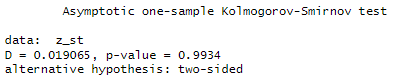 Asymptotic one-sample Kolmogorov-Smirnov test
data:  z_st
D = 0.019065, p-value = 0.9934
alternative hypothesis: two-sided